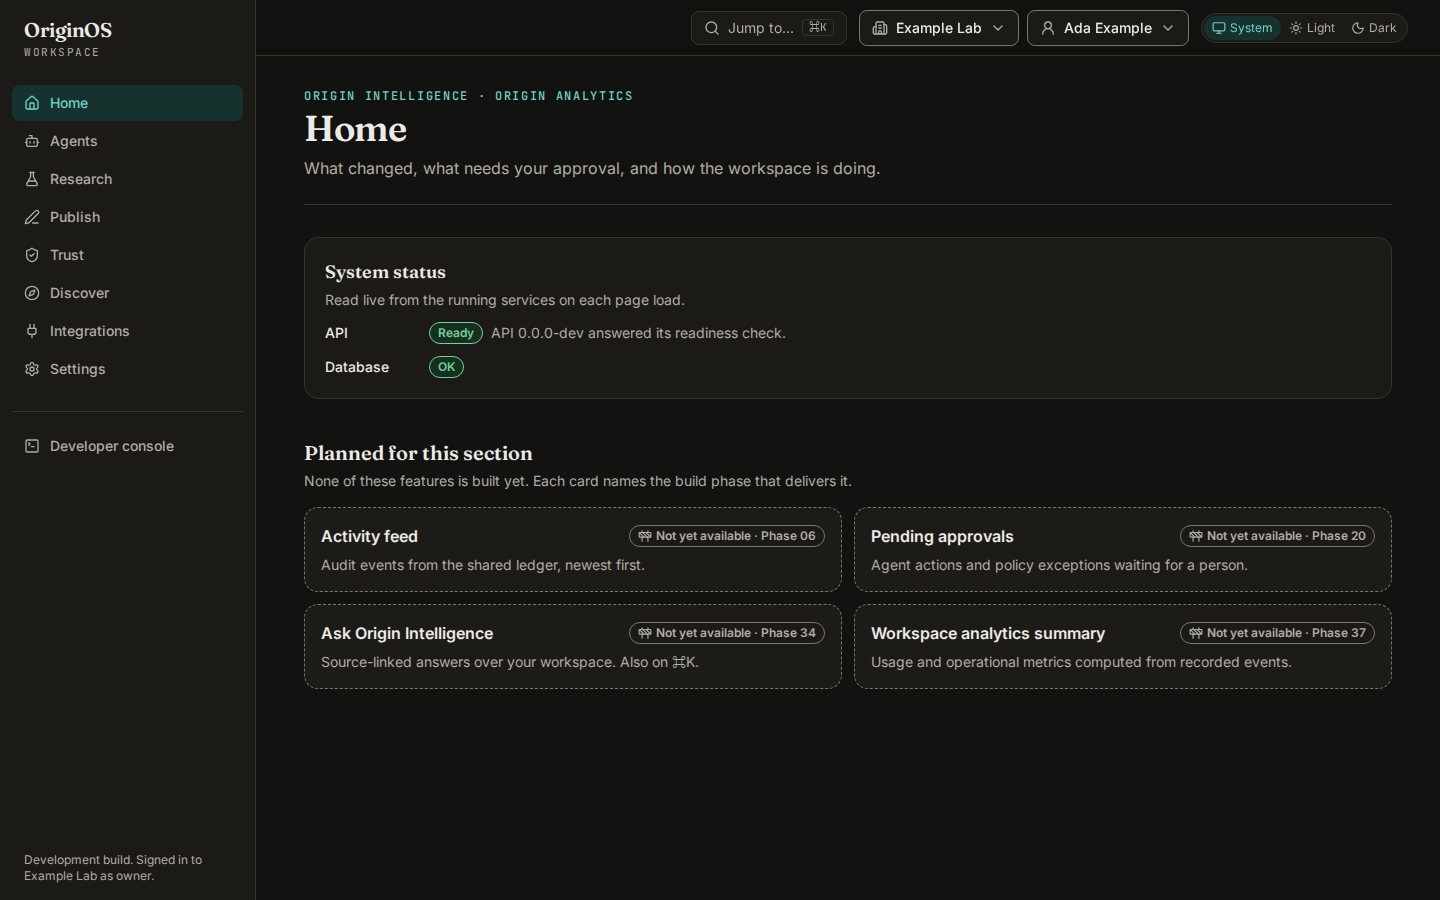 OriginOS
WORKSPACE
Home
Agents
Research
Publish
Trust
Discover
Integrations
Settings
Developer console
Development build. Signed in to
Example Lab as owner.
Jump to... ⌘K
Example Lab
Ada Example
System Light Dark
ORIGIN INTELLIGENCE · ORIGIN ANALYTICS
Home
What changed, what needs your approval, and how the workspace is doing.
System status
Read live from the running services on each page load.
API Ready API 0.0.0-dev answered its readiness check.
Database OK
Planned for this section
None of these features is built yet. Each card names the build phase that delivers it.
Activity feed Not yet available · Phase 06
Audit events from the shared ledger, newest first.
Pending approvals Not yet available · Phase 20
Agent actions and policy exceptions waiting for a person.
Ask Origin Intelligence Not yet available · Phase 34
Source-linked answers over your workspace. Also on ⌘K.
Workspace analytics summary Not yet available · Phase 37
Usage and operational metrics computed from recorded events.